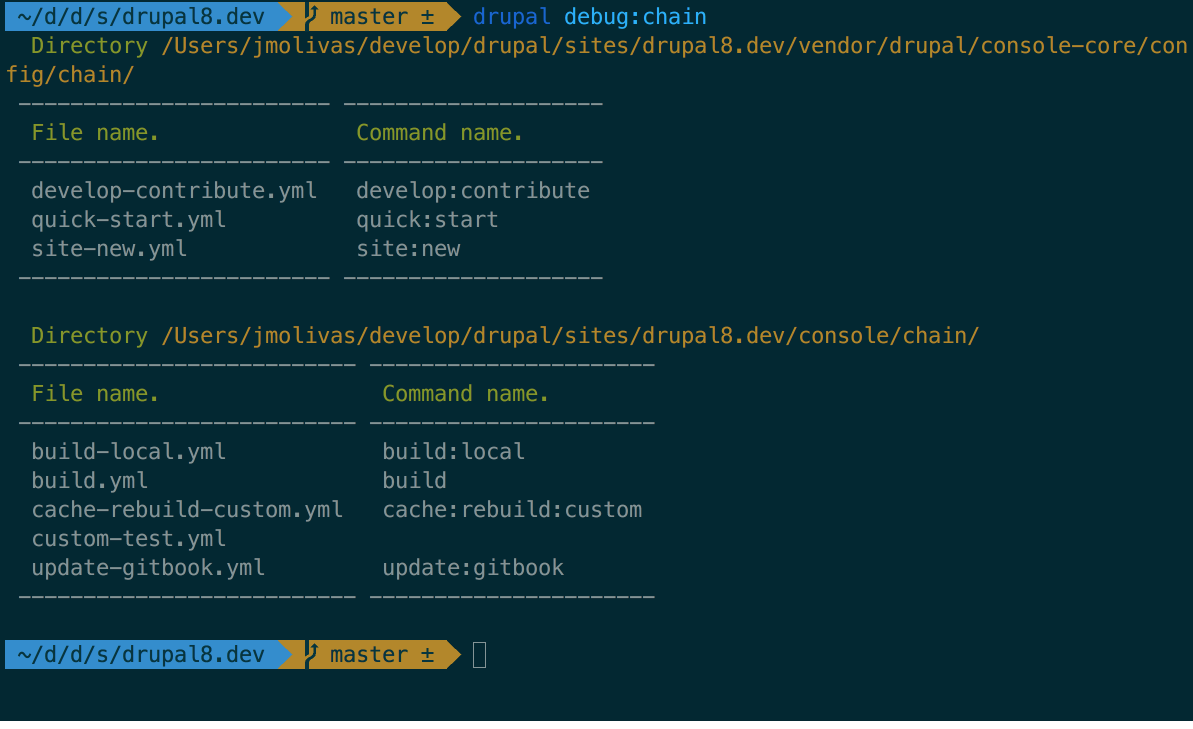 ~/d/d/s/drupal8.dev master ± drupal debug:chain
Directory /Users/jmolivas/develop/drupal/sites/drupal8.dev/vendor/drupal/console-core/con
fig/chain/
File name. Command name.
develop-contribute.yml develop:contribute
quick-start.yml quick:start
site-new.yml site:new
Directory /Users/jmolivas/develop/drupal/sites/drupal8.dev/console/chain/
File name. Command name.
build-local.yml build:local
build.yml build
cache-rebuild-custom.yml cache:rebuild:custom
custom-test.yml
update-gitbook.yml update:gitbook
~/d/d/s/drupal8.dev master ±